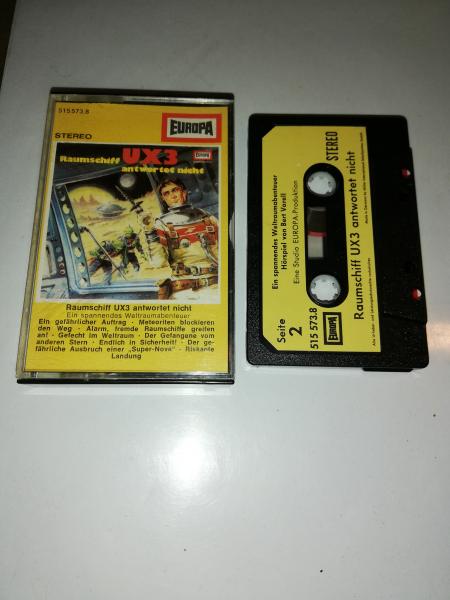 515 573.8
EUROPA
STEREO
Raumschiff UX3
antwortet nicht
EUROPA
Raumschiff UX3 antwortet nicht
Ein spannendes Weltraumabenteuer
Ein gefährlicher Auftrag · Meteoriten blockieren
den Weg · Alarm, fremde Raumschiffe greifen
an! · Gefecht im Weltraum · Der Gefangene vom
anderen Stern · Endlich in Sicherheit! · Der ge-
fährliche Ausbruch einer „Super-Nova" · Riskante
Landung
Ein spannendes Weltraumabenteuer
Hörspiel von Bert Varell
Eine Studio EUROPA-Produktion
STEREO
Seite
2
515 573.8
EUROPA
Raumschiff UX3 antwortet nicht